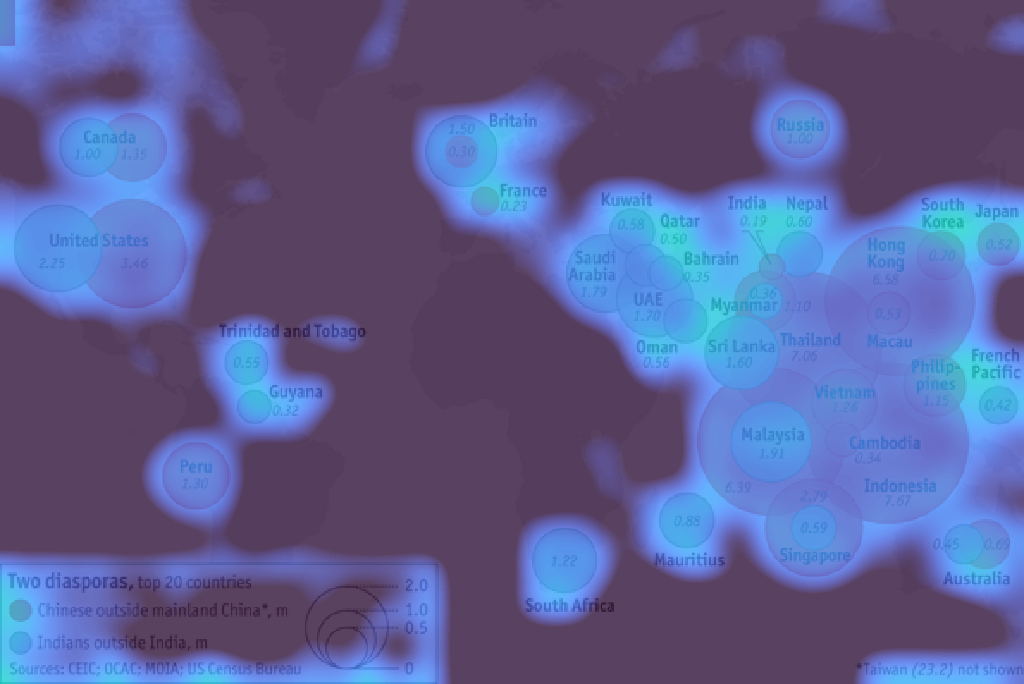 Canada
1.00 1.35
United States
2.25 3.46
Britain
1.50
0.30
France
0.23
Russia
1.00
Trinidad and Tobago
0.55
Guyana
0.32
Peru
1.30
Kuwait
0.58
Qatar
0.50
Bahrain
0.35
Saudi
Arabia
1.79
UAE
1.70
Oman
0.56
India
0.19
Nepal
0.60
Myanmar
0.36 1.10
Sri Lanka
1.60
Thailand
7.06
Hong
Kong
6.58
0.53
Macau
South
Korea
0.70
Japan
0.52
Philip-
pines
1.15
French
Pacific
0.42
Vietnam
1.26
Malaysia
1.91
6.39
Cambodia
0.34
Indonesia
7.67
2.79
0.59
Singapore
0.88
Mauritius
1.22
South Africa
0.45 0.69
Australia
Two diasporas, top 20 countries
Chinese outside mainland China*, m
Indians outside India, m
2.0
1.0
0.5
0
Sources: CEIC; OCAC; MOIA; US Census Bureau
*Taiwan (23.2) not shown